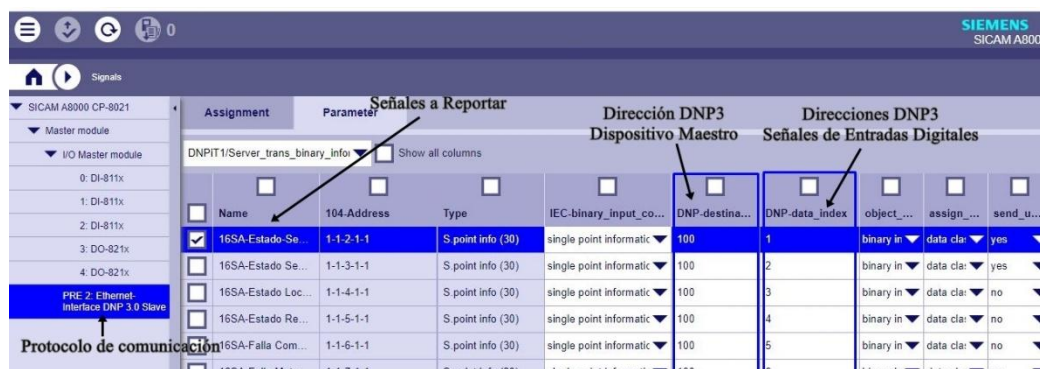 0
SIEMENS
SICAM A800
Signals
SICAM A8000 CP-8021
Master module
I/O Master module
0: DI-811x
1: DI-811x
2: DI-811x
3: DO-821x
4: DO-821x
PRE 2: Ethernet-
Interface DNP 3.0 Slave
Protocolo de comunicación
Assignment
Parameter
Señales a Reportar
Dirección DNP3
Dispositivo Maestro
Direcciones DNP3
Señales de Entradas Digitales
DNPiT1/Server_trans_binary_infor
Show all columns
Name 104-Address Type IEC-binary_input_co... DNP-destina... DNP-data_index object_... assign_... send_u...
16SA-Estado-Se... 1-1-2-1-1 S.point info (30) single point informatic 100 1 binary in data cla: yes
16SA-Estado Se... 1-1-3-1-1 S.point info (30) single point informatic 100 2 binary in data cla: yes
16SA-Estado Loc... 1-1-4-1-1 S.point info (30) single point informatic 100 3 binary in data cla: no
16SA-Estado Re... 1-1-5-1-1 S.point info (30) single point informatic 100 4 binary in data cla: no
16SA-Falla Com... 1-1-6-1-1 S.point info (30) single point informatic 100 5 binary in data cla: no